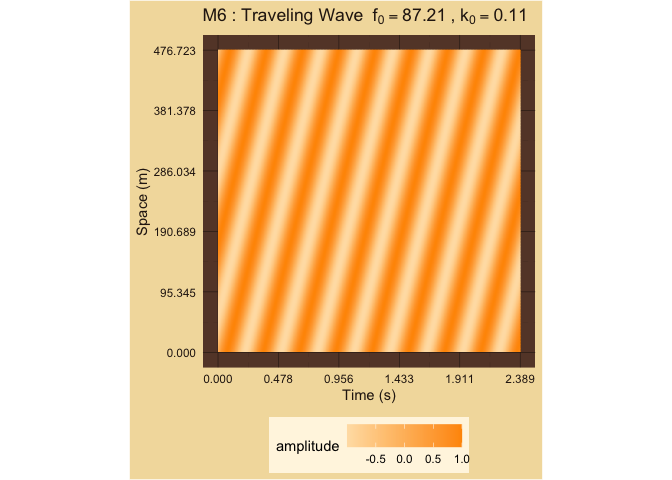 M6 : Traveling Wave f₀ = 87.21 , k₀ = 0.11
Space (m)
476.723
381.378
286.034
190.689
95.345
0.000
0.000 0.478 0.956 1.433 1.911 2.389
Time (s)
amplitude
-0.5 0.0 0.5 1.0